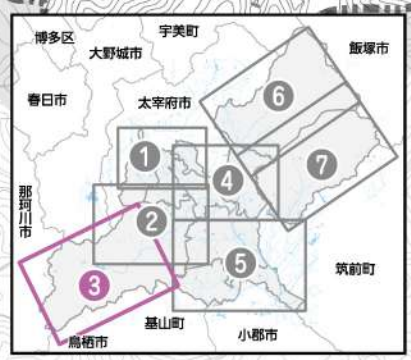 宇美町
博多区
大野城市
飯塚市
春日市
太宰府市
6
1
4
7
那珂川市
2
5
筑前町
3
鳥栖市
基山町
小郡市